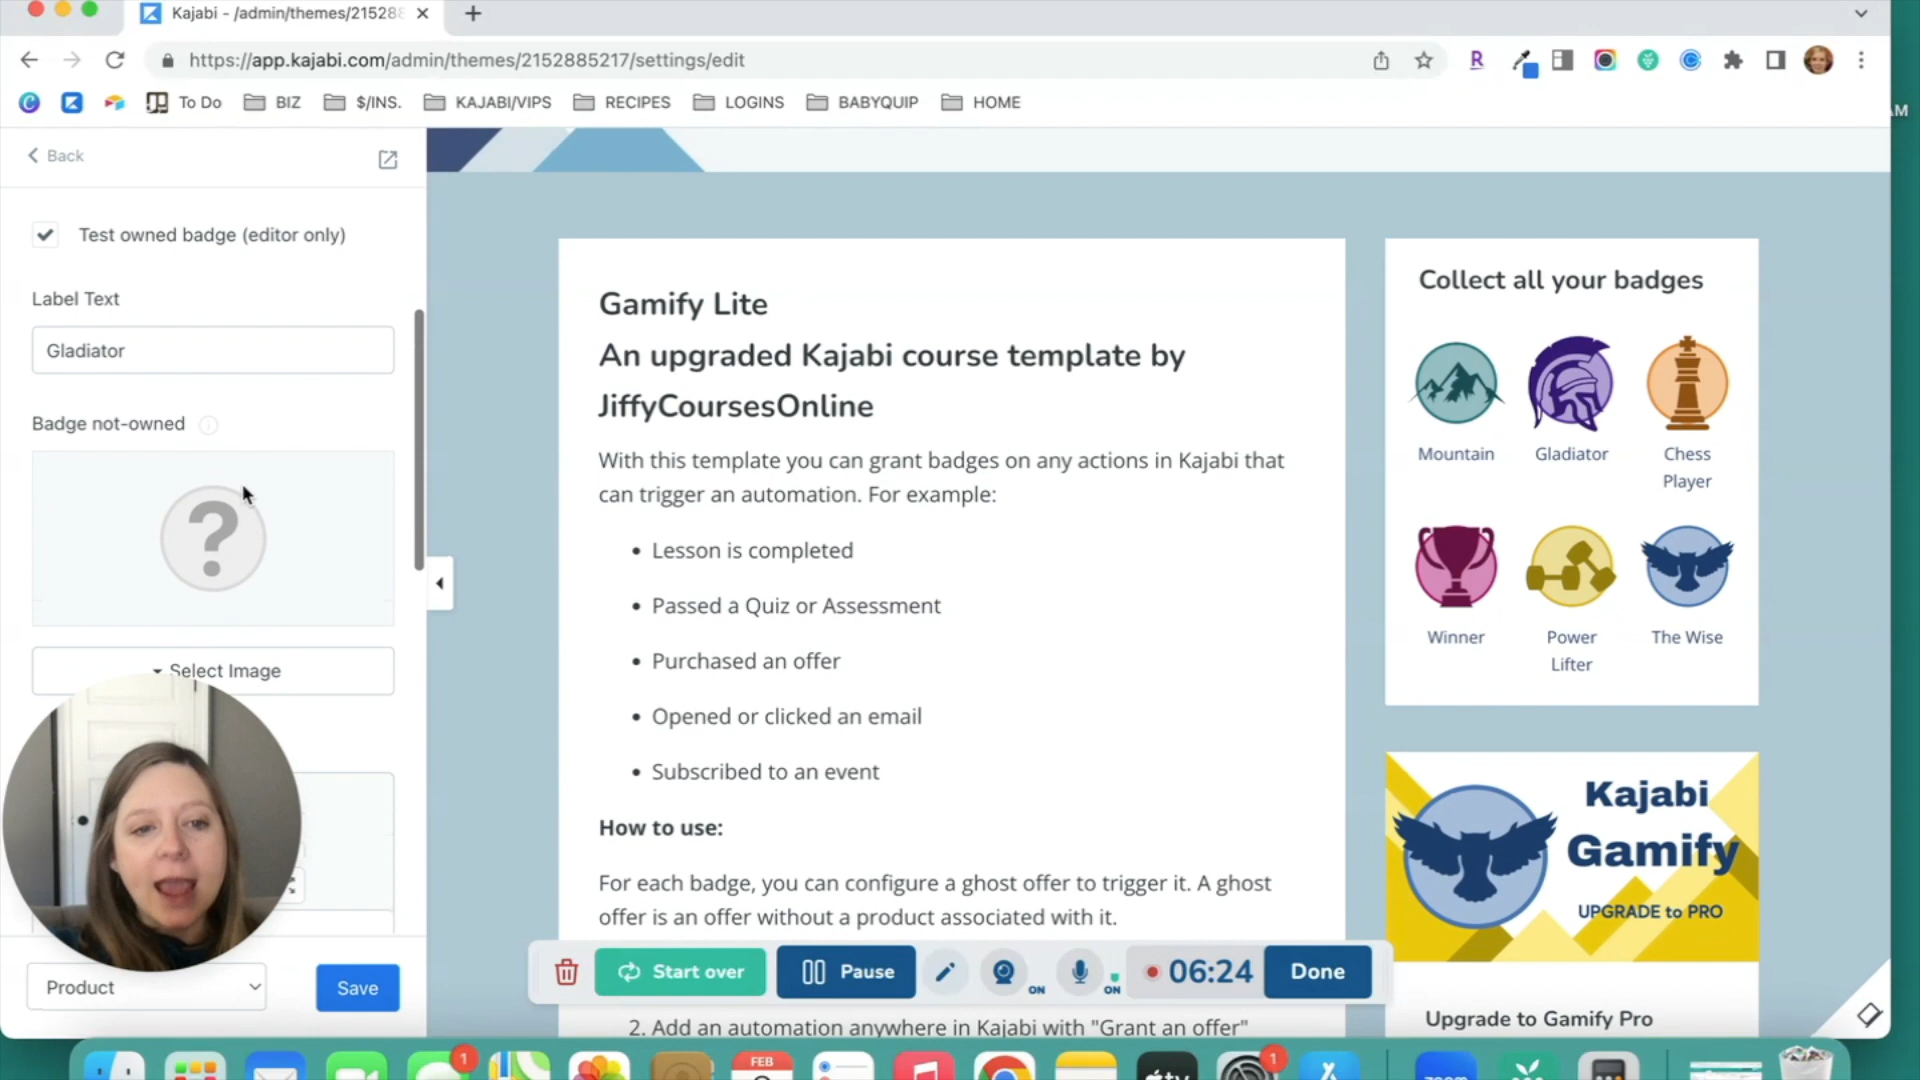 Kajabi - /admin/themes/21528
https://app.kajabi.com/admin/themes/2152885217/settings/edit
To Do
BIZ
$/INS.
KAJABI/VIPS
RECIPES
LOGINS
BABYQUIP
HOME
AM
Back
Test owned badge (editor only)
Label Text
Gladiator
Badge not-owned
?
Select Image
Product
Save
Gamify Lite
An upgraded Kajabi course template by
JiffyCoursesOnline
With this template you can grant badges on any actions in Kajabi that
can trigger an automation. For example:
• Lesson is completed
• Passed a Quiz or Assessment
• Purchased an offer
• Opened or clicked an email
• Subscribed to an event
How to use:
For each badge, you can configure a ghost offer to trigger it. A ghost
offer is an offer without a product associated with it.
2. Add an automation anywhere in Kajabi with "Grant an offer"
Collect all your badges
Mountain
Gladiator
Chess
Player
Winner
Power
Lifter
The Wise
Kajabi
Gamify
UPGRADE to PRO
Upgrade to Gamify Pro
Start over
Pause
ON
ON
06:24
Done
1
FEB
tv
1
zoom